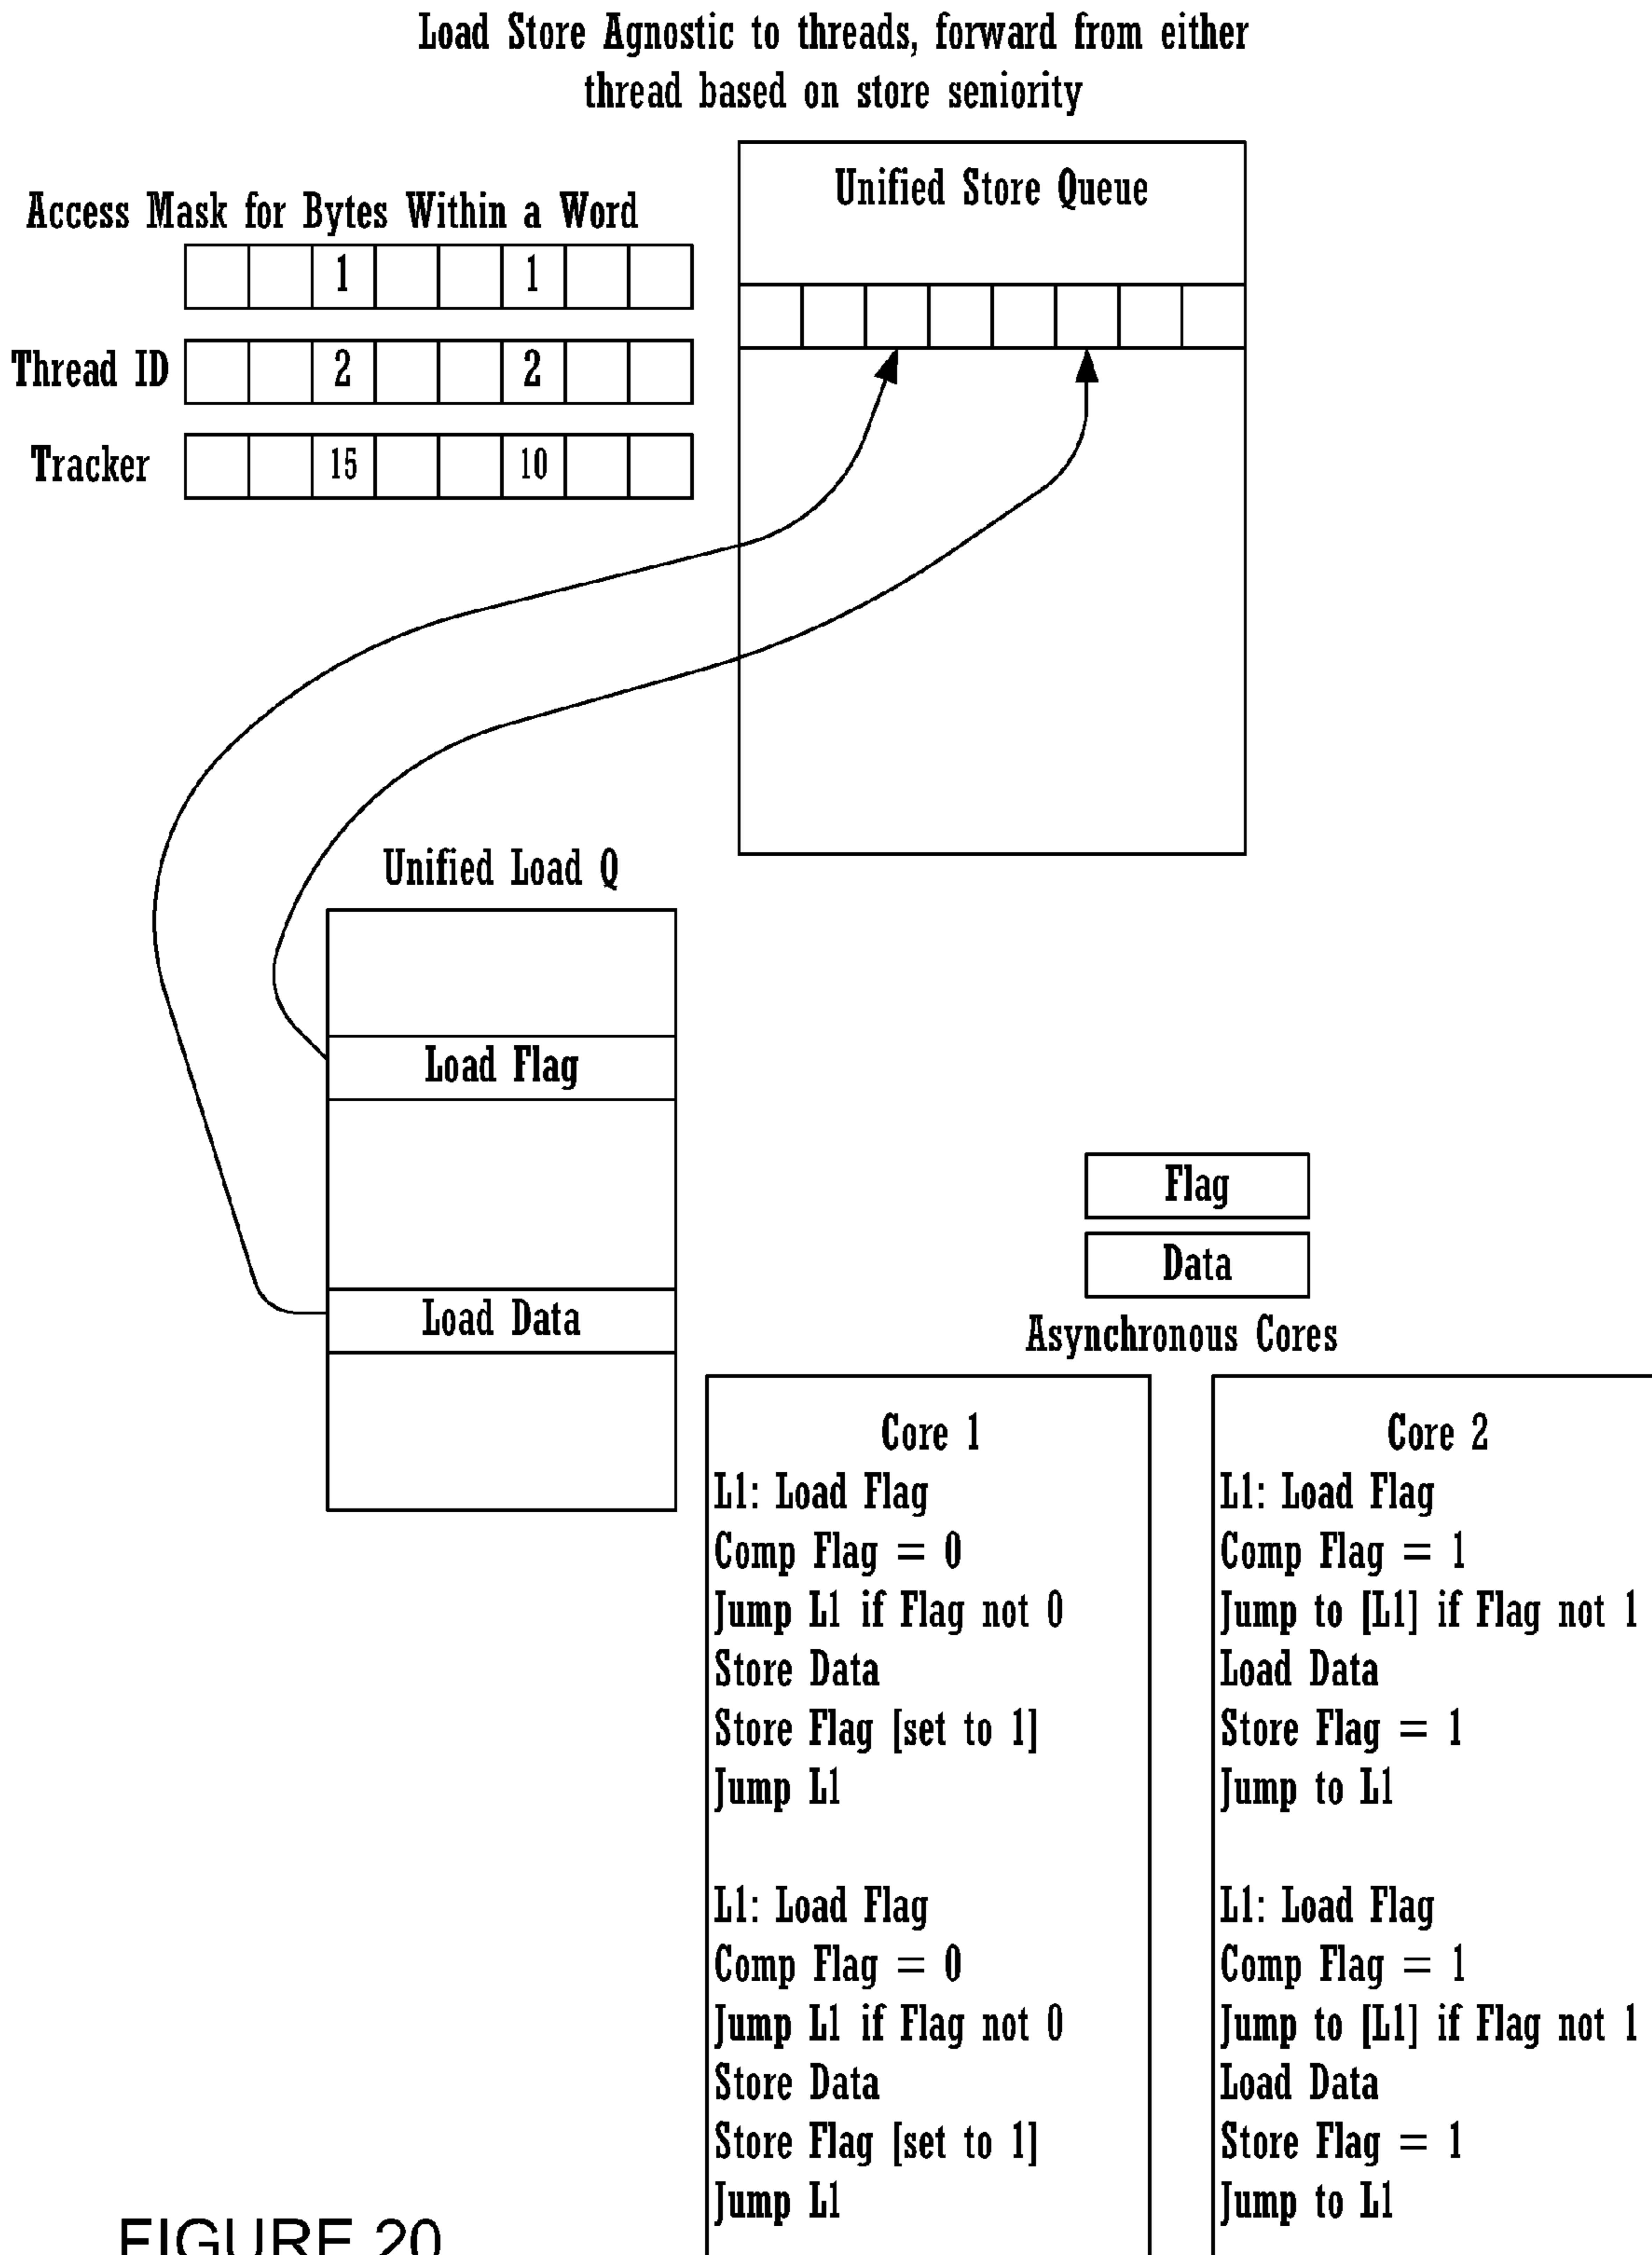 Load Store Agnostic to threads, forward from either
thread based on store seniority
Unified Store Queue
Access Mask for Bytes Within a Word
1 1
Thread ID 2 2
Tracker 15 10
Unified Load Q
Load Flag
Load Data
Flag
Data
Asynchronous Cores
Core 1
L1: Load Flag
Comp Flag = 0
Jump L1 if Flag not 0
Store Data
Store Flag [set to 1]
Jump L1
L1: Load Flag
Comp Flag = 0
Jump L1 if Flag not 0
Store Data
Store Flag [set to 1]
Jump L1
Core 2
L1: Load Flag
Comp Flag = 1
Jump to [L1] if Flag not 1
Load Data
Store Flag = 1
Jump to L1
L1: Load Flag
Comp Flag = 1
Jump to [L1] if Flag not 1
Load Data
Store Flag = 1
Jump to L1
FIGURE 20